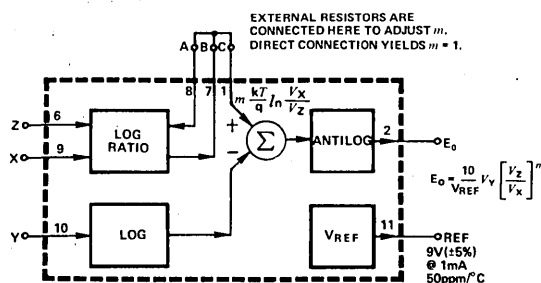 EXTERNAL RESISTORS ARE
CONNECTED HERE TO ADJUST m.
DIRECT CONNECTION YIELDS m = 1.
A B C
8 7 1
m kT/q ln VX/VZ
Z 6
X 9
LOG
RATIO
+
−
Σ
ANTILOG
2
E0
E0 = 10/VREF VY [VZ/VX]m
Y 10
LOG
VREF
11
REF
9V(±5%)
@ 1mA
50ppm/°C